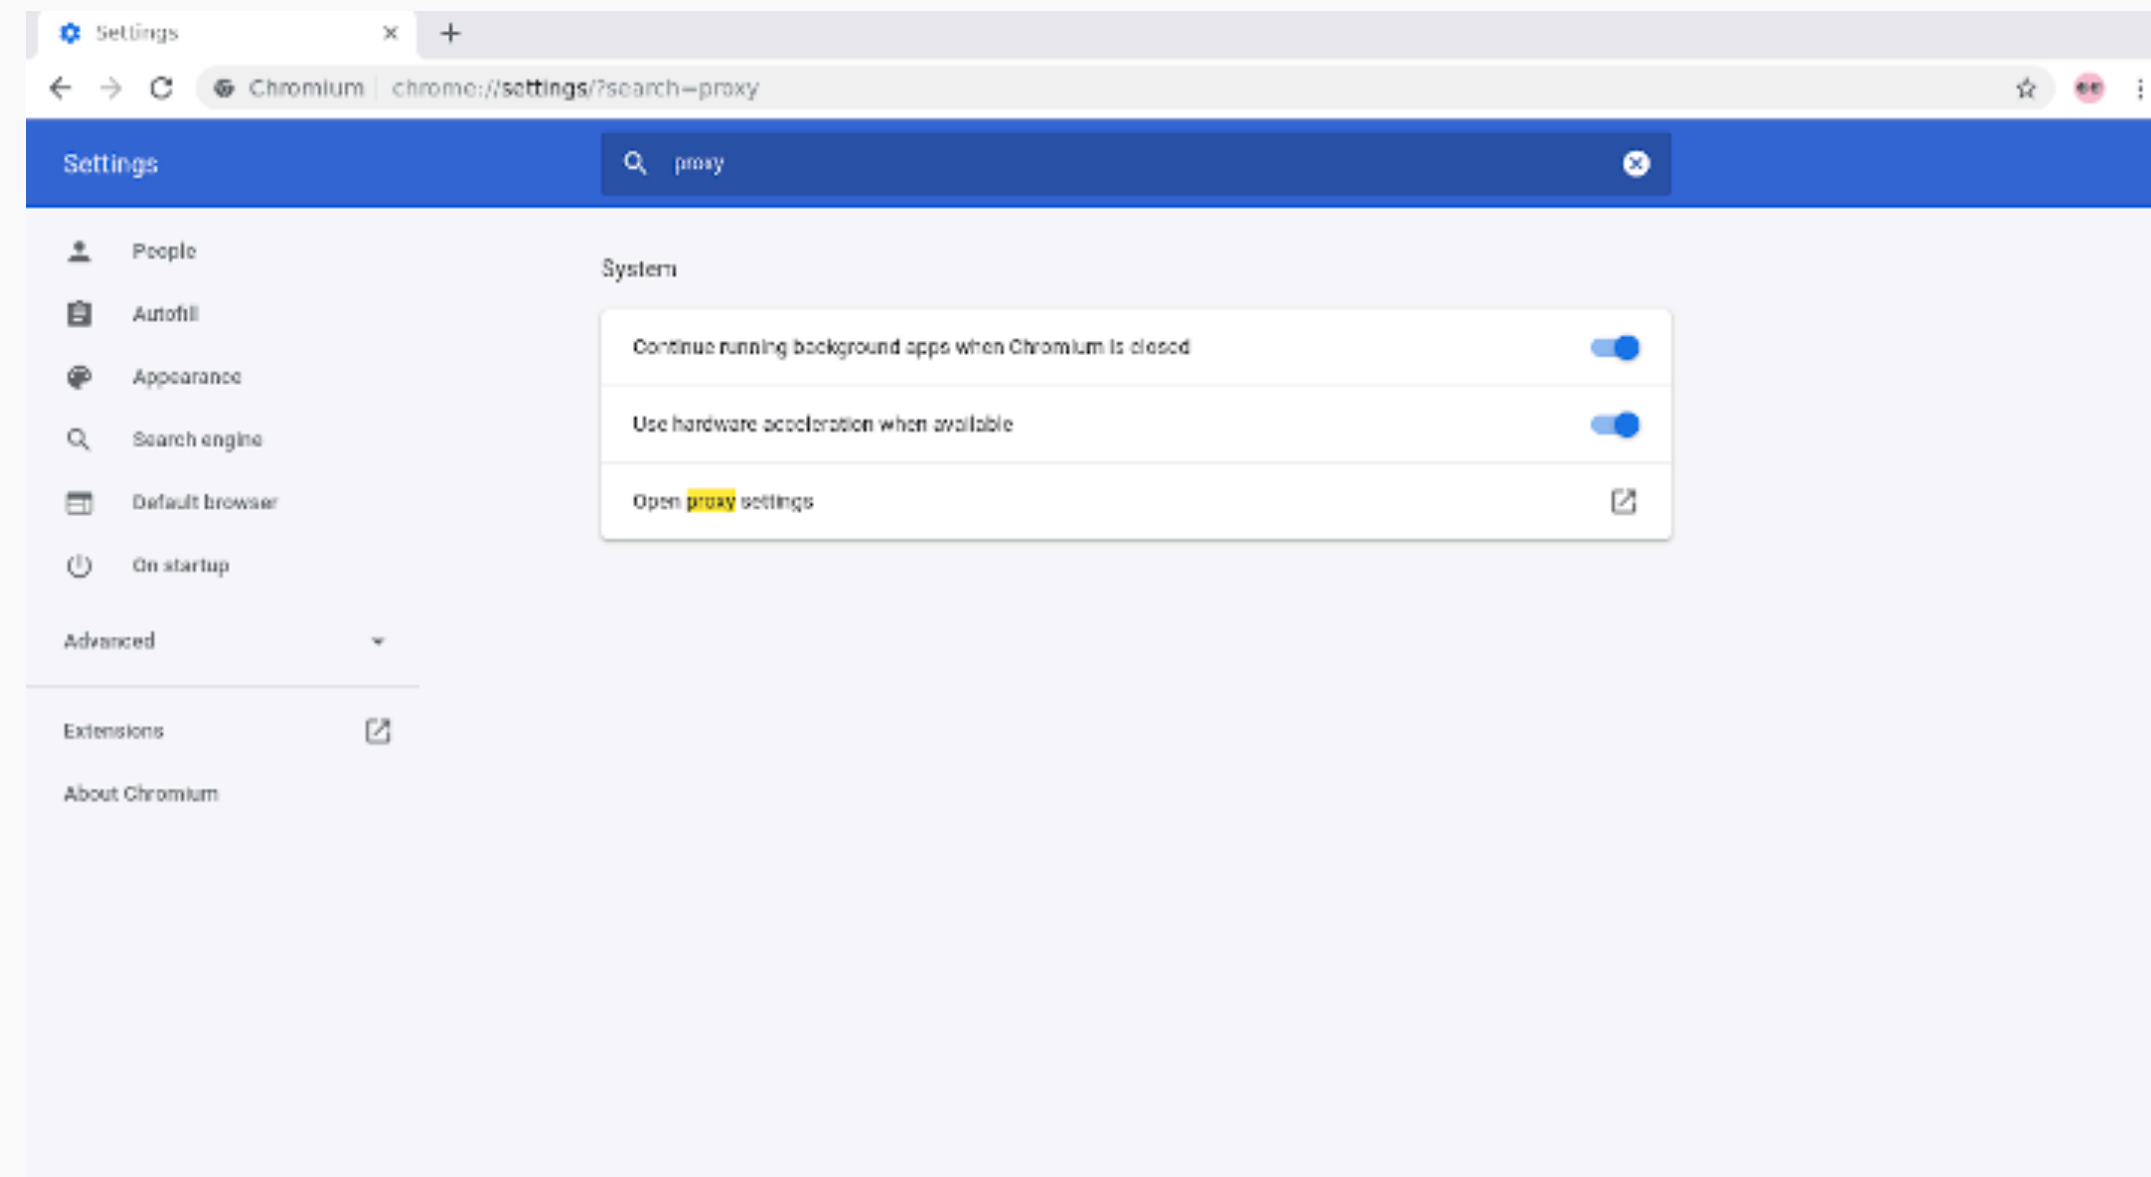 Settings
Chromium chrome://settings/?search=proxy
Settings
proxy
People
Autofill
Appearance
Search engine
Default browser
On startup
Advanced
Extensions
About Chromium
System
Continue running background apps when Chromium is closed
Use hardware acceleration when available
Open proxy settings